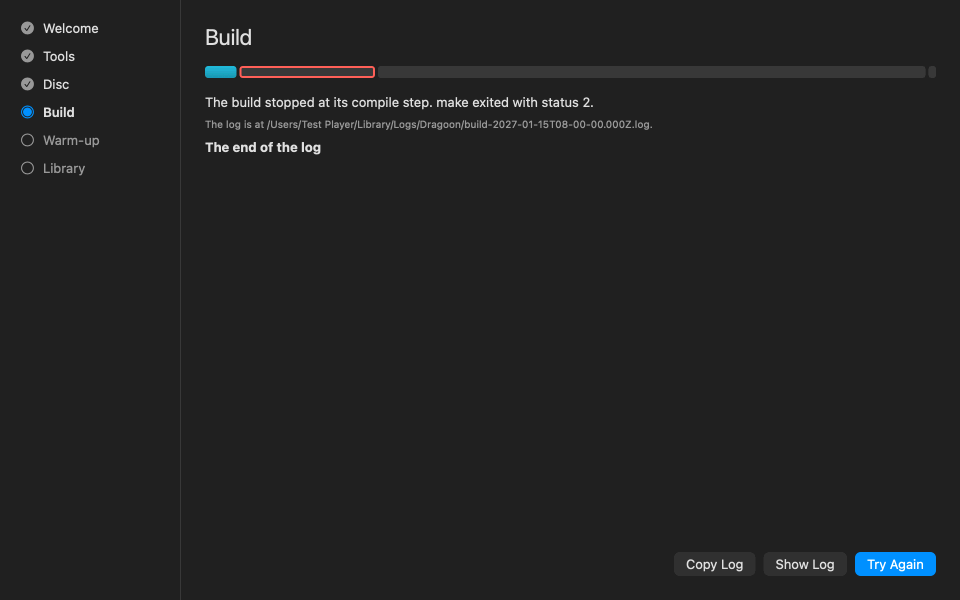 Welcome
Tools
Disc
Build
Warm-up
Library
Build
The build stopped at its compile step. make exited with status 2.
The log is at /Users/Test Player/Library/Logs/Dragoon/build-2027-01-15T08-00-00.000Z.log.
The end of the log
Copy Log
Show Log
Try Again